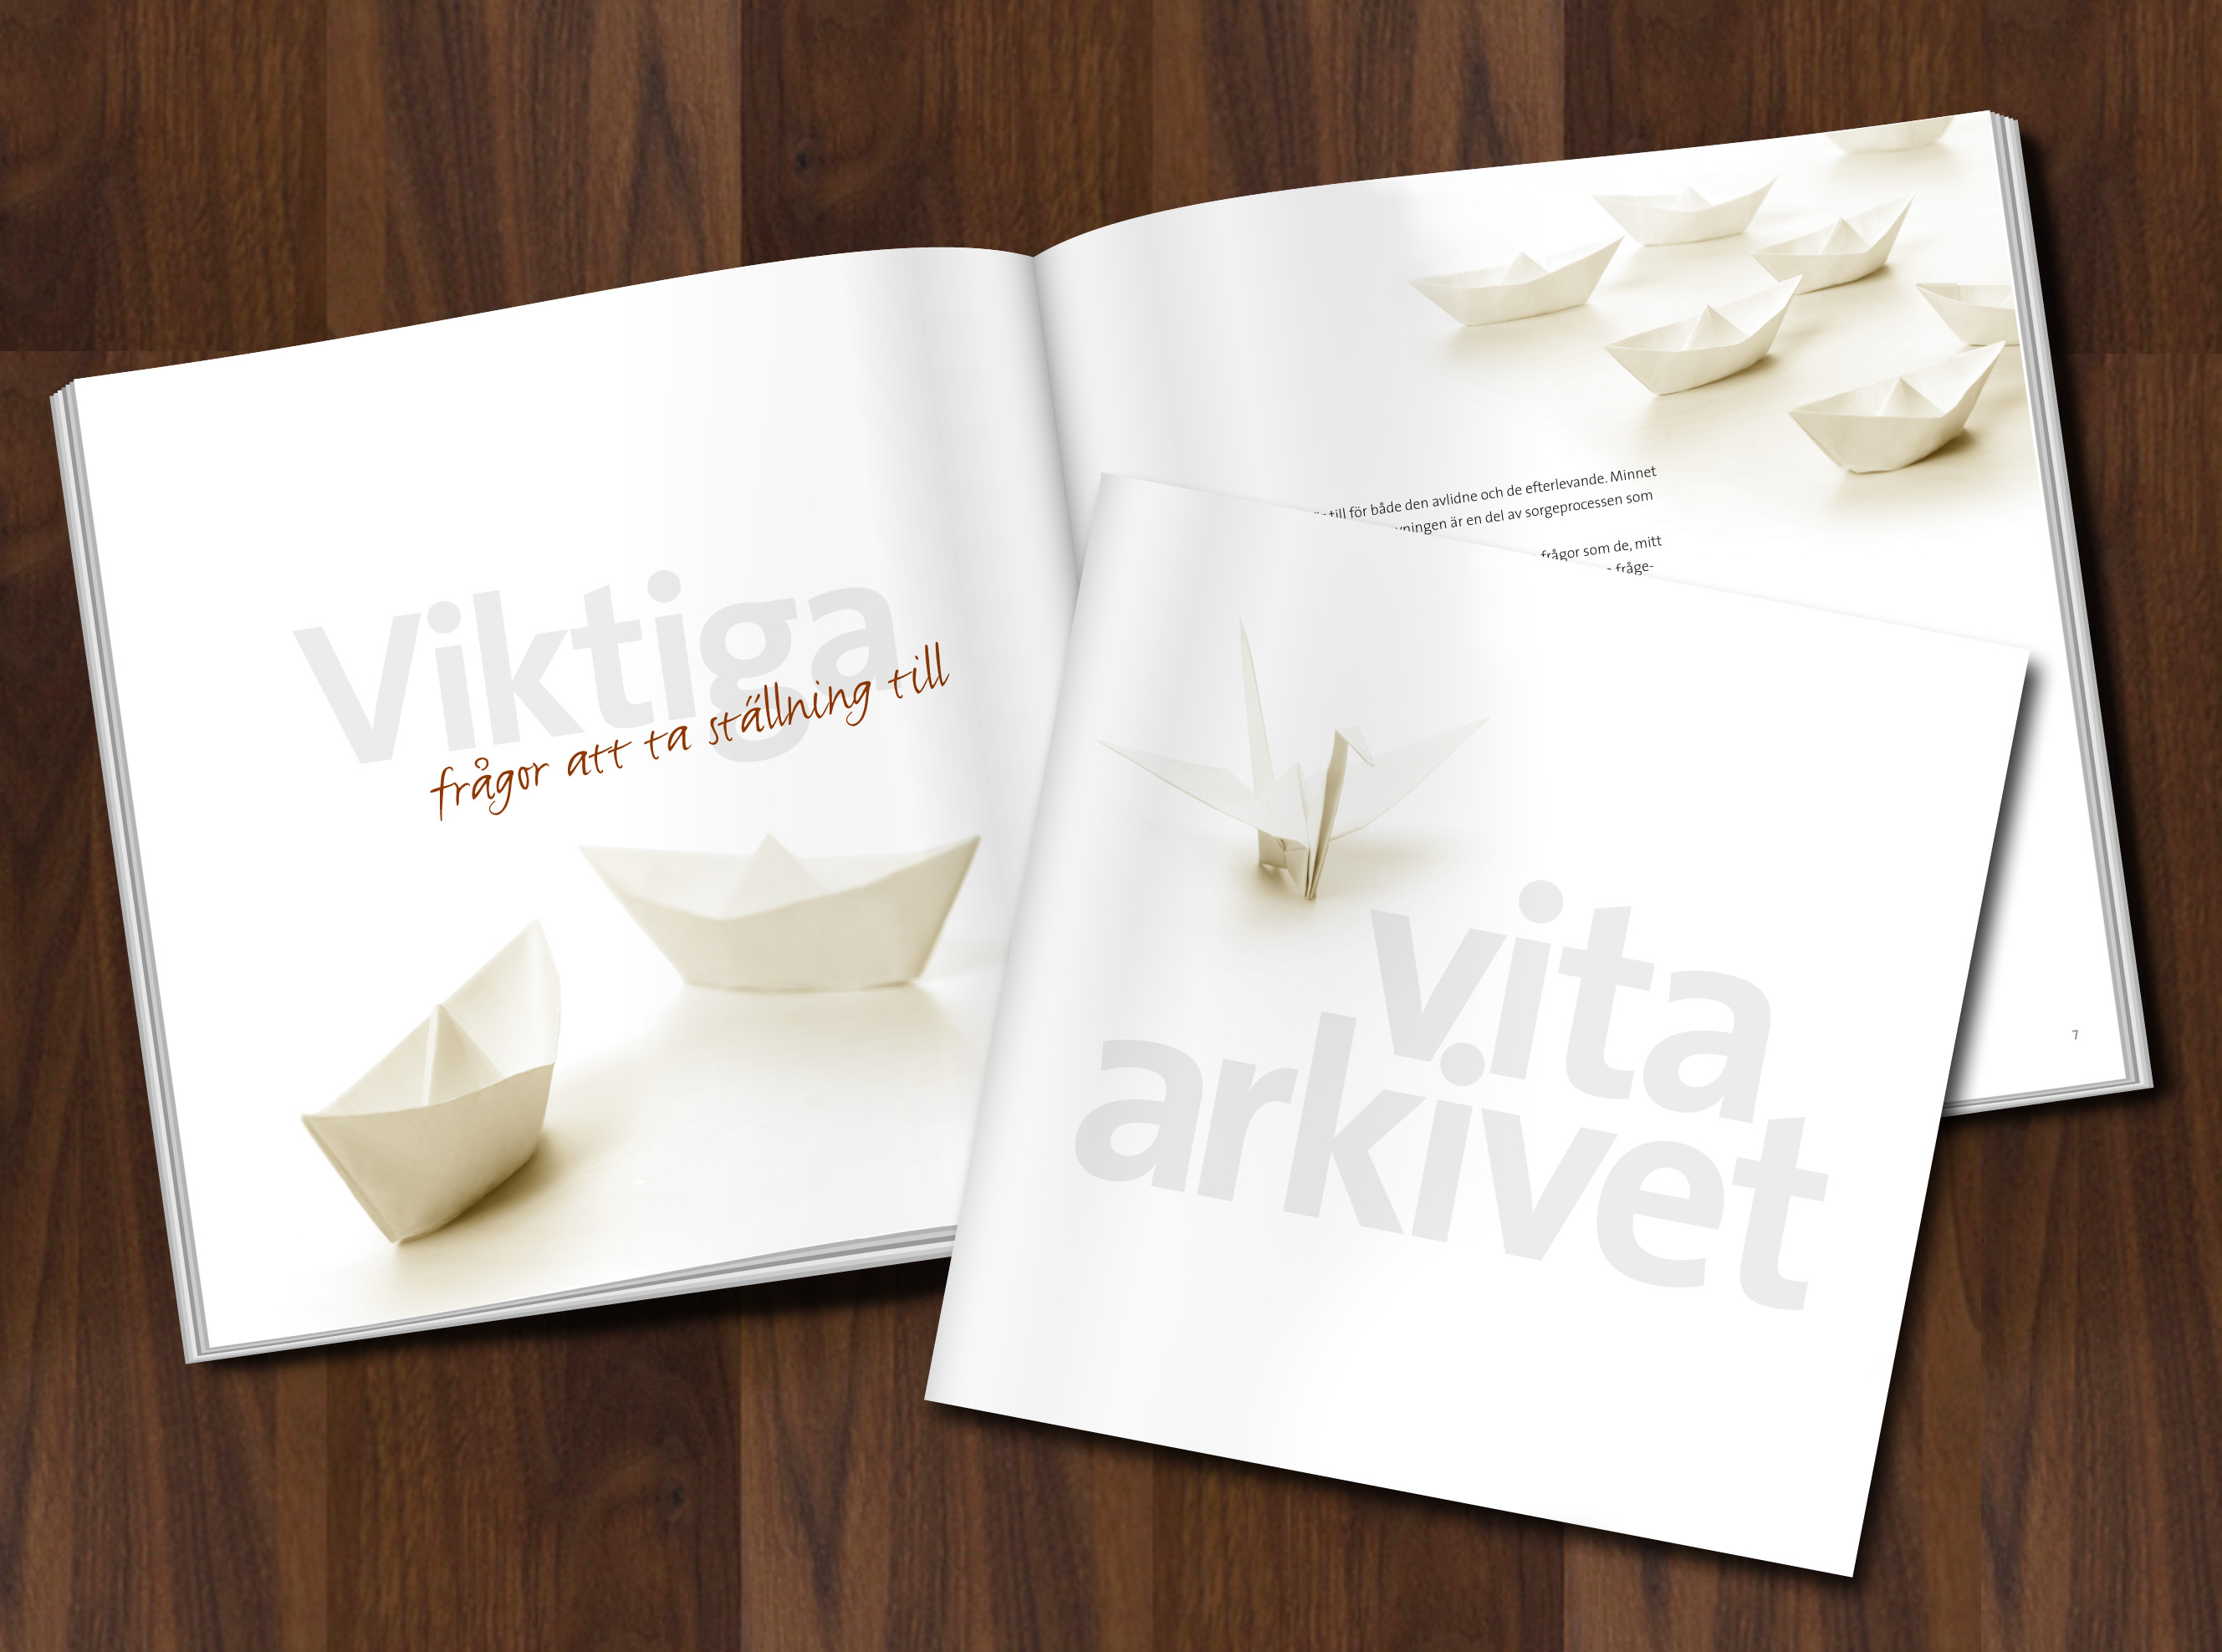 Viktiga
frågor att ta ställning till
till för både den avlidne och de efterlevande. Minnet
är en del av sorgeprocessen som
frågor som de, mitt
fråge-
7
vita
arkivet